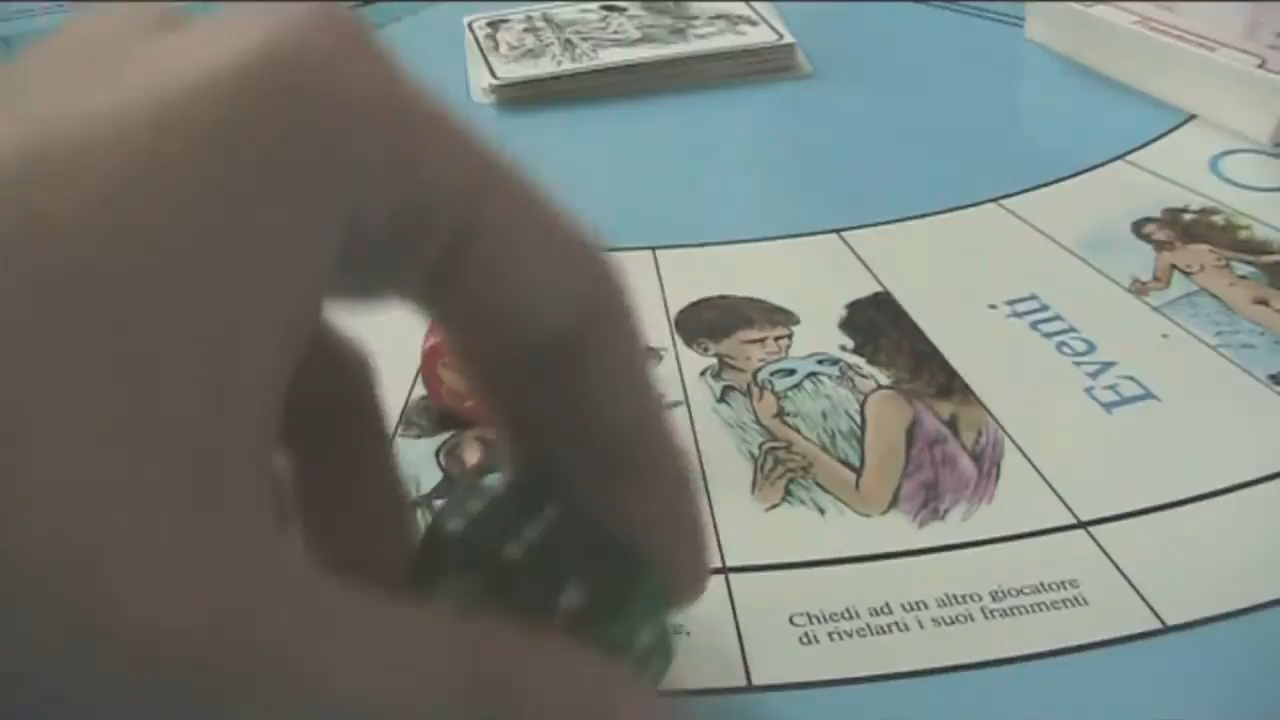 Eventi
Chiedi ad un altro giocatore
di rivelarti i suoi frammenti